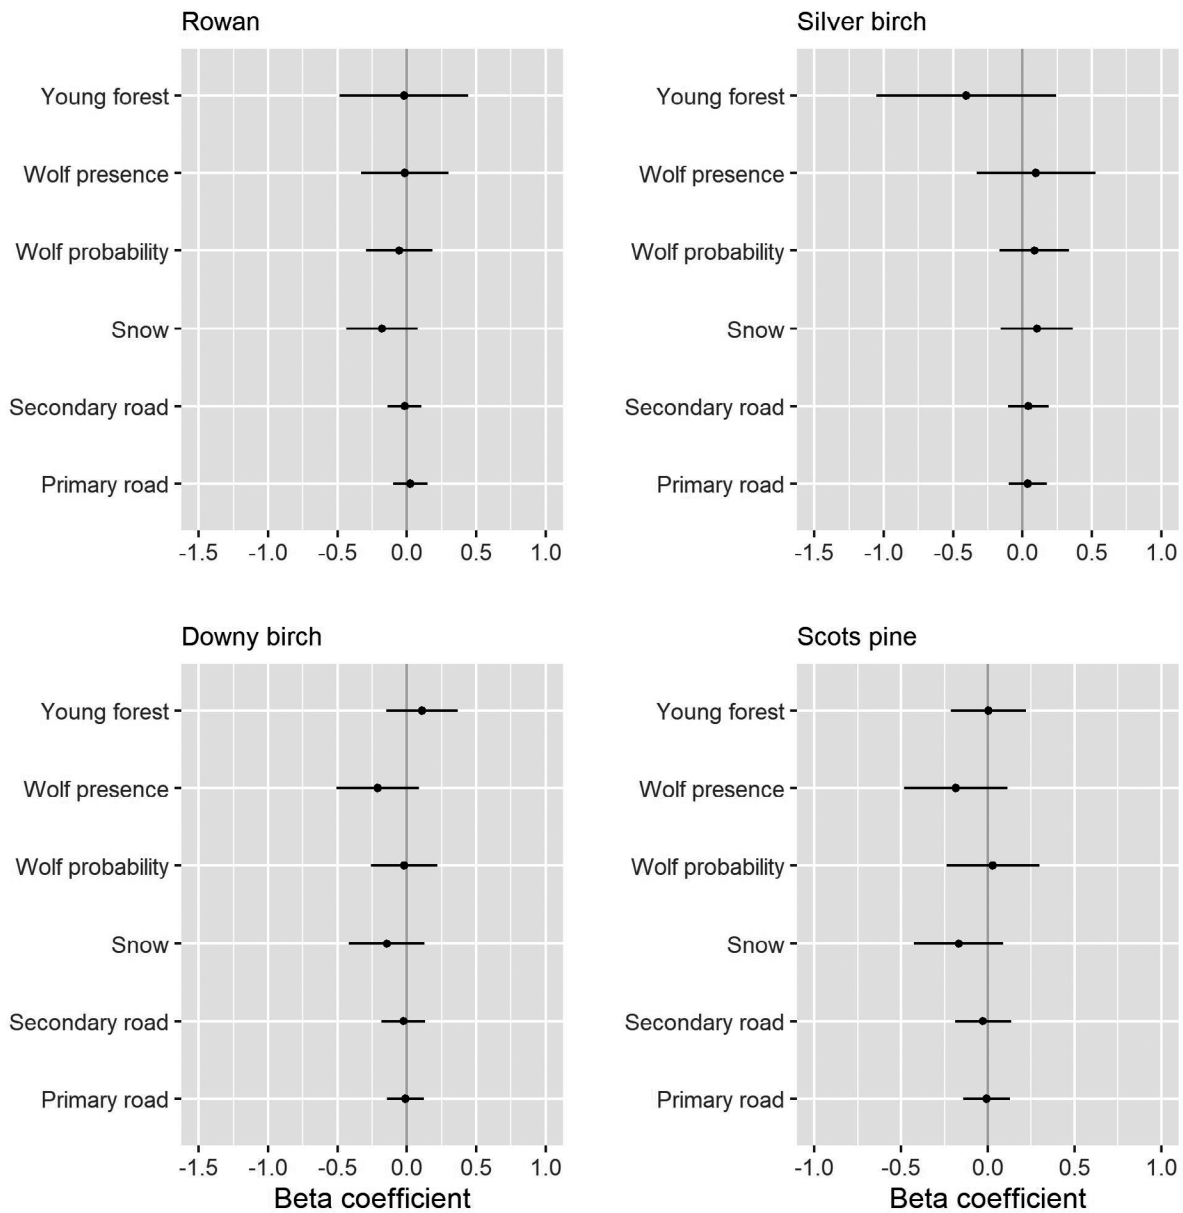 Rowan
Young forest
Wolf presence
Wolf probability
Snow
Secondary road
Primary road
-1.5 -1.0 -0.5 0.0 0.5 1.0
Silver birch
Young forest
Wolf presence
Wolf probability
Snow
Secondary road
Primary road
-1.5 -1.0 -0.5 0.0 0.5 1.0
Downy birch
Young forest
Wolf presence
Wolf probability
Snow
Secondary road
Primary road
-1.5 -1.0 -0.5 0.0 0.5 1.0
Beta coefficient
Scots pine
Young forest
Wolf presence
Wolf probability
Snow
Secondary road
Primary road
-1.0 -0.5 0.0 0.5 1.0
Beta coefficient